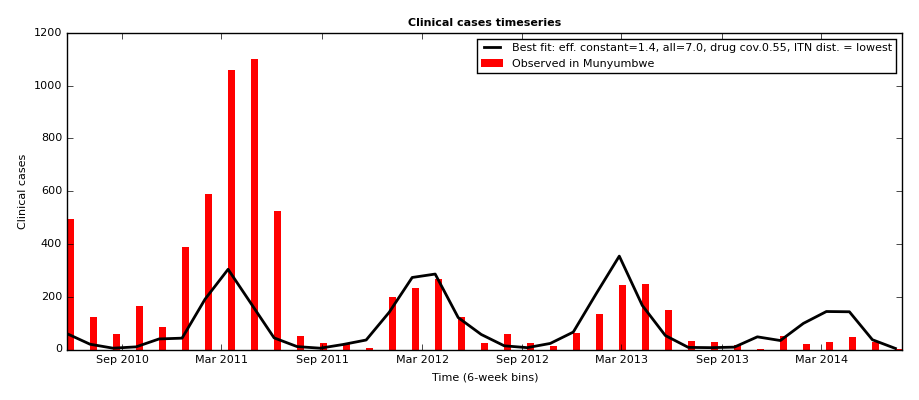 Clinical cases timeseries
Best fit: eff. constant=1.4, all=7.0, drug cov.0.55, ITN dist. = lowest
Observed in Munyumbwe
1200
1000
800
600
400
200
0
Clinical cases
Sep 2010 Mar 2011 Sep 2011 Mar 2012 Sep 2012 Mar 2013 Sep 2013 Mar 2014
Time (6-week bins)